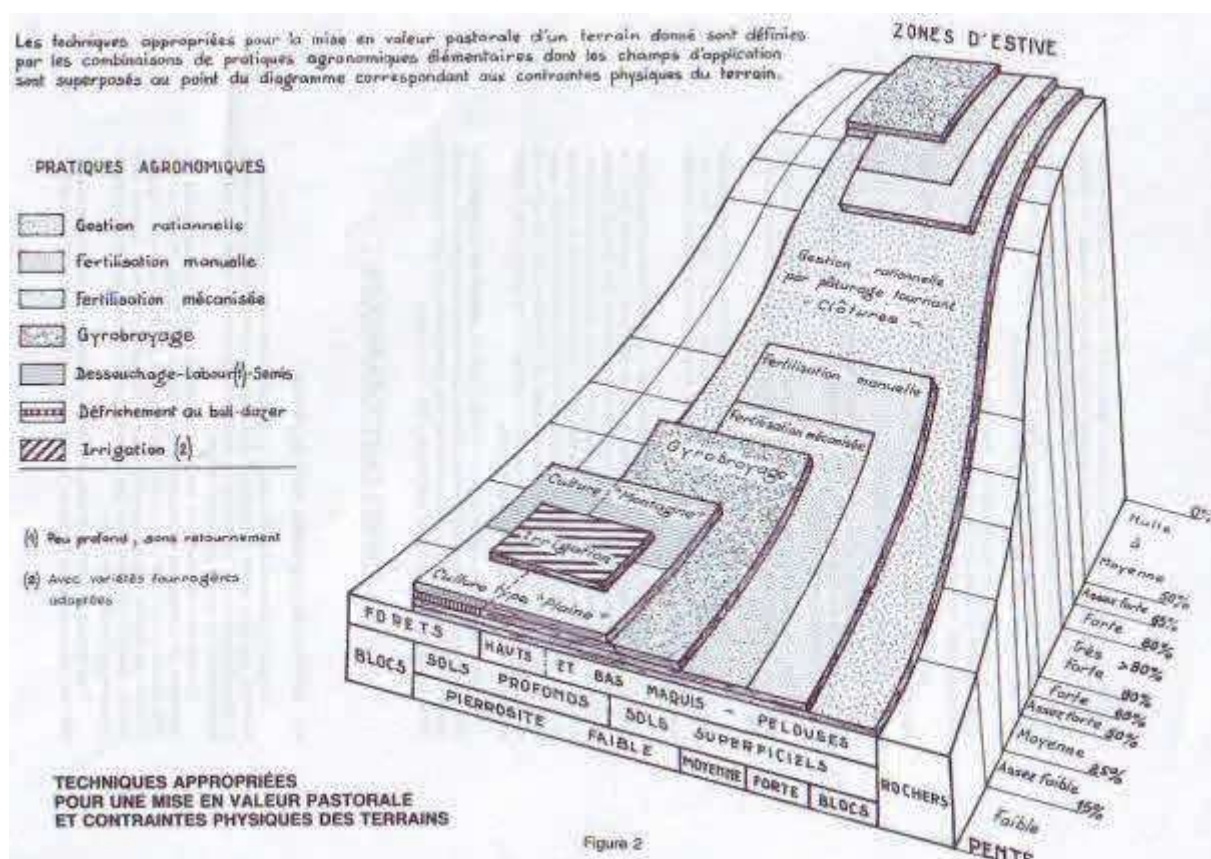 Les techniques appropriées pour la mise en valeur pastorale d'un terrain donné sont définies
par les combinaisons de pratiques agronomiques élémentaires dont les champs d'application
sont superposés au point du diagramme correspondant aux contraintes physiques du terrain.
ZONES D'ESTIVE
PRATIQUES AGRONOMIQUES
Gestion rationnelle
Fertilisation manuelle
Fertilisation mécanisée
Gyrobroyage
Dessouchage-Labour(1)-Semis
Défrichement au bull-dozer
Irrigation (2)
(1) Peu profond, sans retournement
(2) Avec variétés fourragères
adaptées
Gestion rationnelle
par pâturage tournant
- Clôtures -
Fertilisation manuelle
Fertilisation mécanisée
Gyrobroyage
Culture "Montagne"
Irrigation
Culture type "Plaine"
FORETS
HAUTS ET BAS MAQUIS - PELOUSES
BLOCS
SOLS PROFONDS
SOLS SUPERFICIELS
PIERROSITE
FAIBLE
MOYENNE
FORTE
BLOCS
ROCHERS
0%
Nulle
à
Moyenne
50%
Assez forte
65%
Forte
80%
très >80%
forte
80%
forte
65%
Assez forte
50%
Moyenne
25%
Assez faible
15%
Faible
PENTE
TECHNIQUES APPROPRIÉES
POUR UNE MISE EN VALEUR PASTORALE
ET CONTRAINTES PHYSIQUES DES TERRAINS
Figure 2